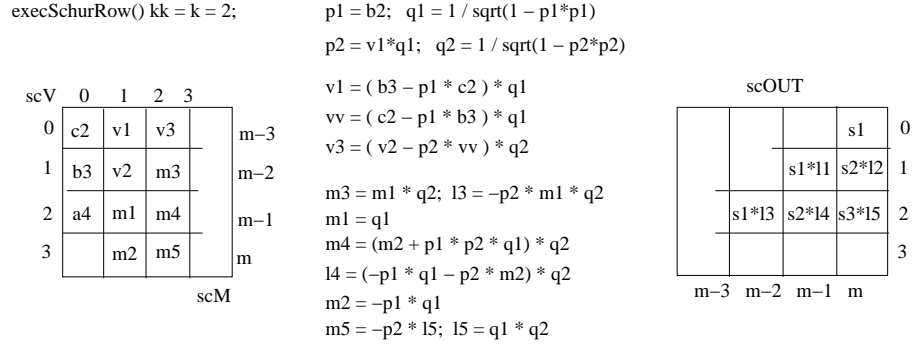 execSchurRow() kk = k = 2;
p1 = b2; q1 = 1 / sqrt(1 − p1*p1)
p2 = v1*q1; q2 = 1 / sqrt(1 − p2*p2)
v1 = ( b3 − p1 * c2 ) * q1
vv = ( c2 − p1 * b3 ) * q1
v3 = ( v2 − p2 * vv ) * q2
m3 = m1 * q2; l3 = −p2 * m1 * q2
m1 = q1
m4 = (m2 + p1 * p2 * q1) * q2
l4 = (−p1 * q1 − p2 * m2) * q2
m2 = −p1 * q1
m5 = −p2 * l5; l5 = q1 * q2
scV 0 1 2 3
0 c2 v1 v3 m−3
1 b3 v2 m3 m−2
2 a4 m1 m4 m−1
3 m2 m5 m
scM
scOUT
s1 0
s1*l1 s2*l2 1
s1*l3 s2*l4 s3*l5 2
3
m−3 m−2 m−1 m